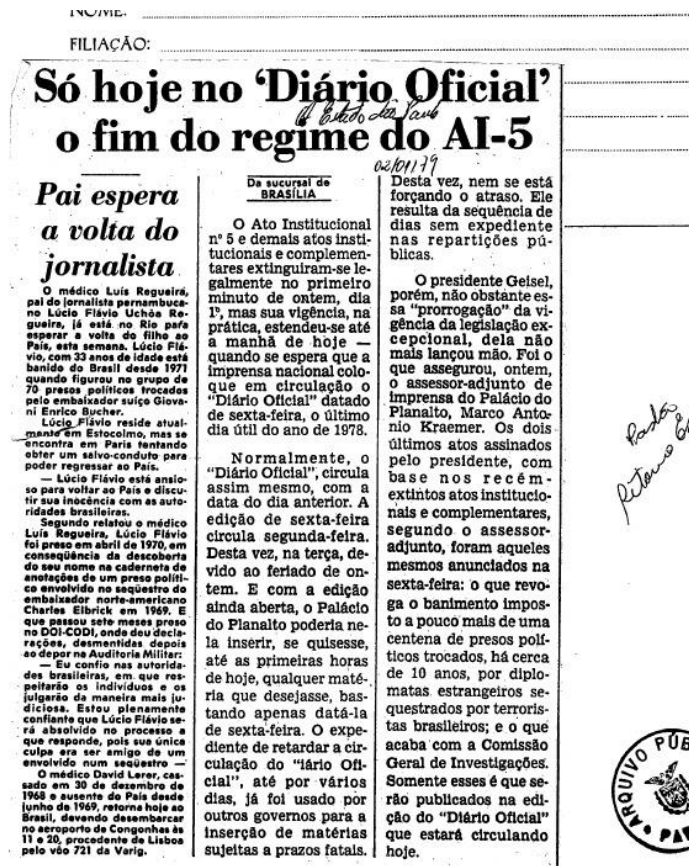 NOME:
FILIAÇÃO:
Só hoje no 'Diário Oficial'
o fim do regime do AI-5
O Estado de São Paulo
02/01/79
Pai espera
a volta do
jornalista
O médico Luís Regueira,
pai do jornalista pernambuca-
no Lúcio Flávio Uchôa Re-
gueira, já está no Rio para
esperar a volta do filho ao
País, esta semana. Lúcio Flá-
vio, com 33 anos de idade está
banido do Brasil desde 1971
quando figurou no grupo de
70 presos políticos trocados
pelo embaixador suíço Giova-
ni Enrico Bucher.
Lúcio Flávio reside atual-
mente em Estocolmo, mas se
encontra em Paris tentando
obter um salvo-conduto para
poder regressar ao País.
— Lúcio Flávio está ansio-
so para voltar ao País e discu-
tir sua inocência com as auto-
ridades brasileiras.
Segundo relatou o médico
Luís Regueira, Lúcio Flávio
foi preso em abril de 1970, em
conseqüência da descoberta
do seu nome na caderneta de
anotações de um preso políti-
co envolvido no seqüestro do
embaixador norte-americano
Charles Elbrick em 1969. E
que passou sete meses preso
no DOI-CODI, onde deu decla-
rações, desmentidas depois
ao depor na Auditoria Militar:
— Eu confio nas autorida-
des brasileiras, em que res-
peitarão os indivíduos e os
julgarão da maneira mais ju-
diciosa. Estou plenamente
confiante que Lúcio Flávio se-
rá absolvido no processo a
que responde, pois sua única
culpa era ser amigo de um
envolvido num seqüestro —
O médico David Lerer, cas-
sado em 30 de dezembro de
1968 e ausente do País desde
junho de 1969, retorna hoje ao
Brasil, devendo desembarcar
no aeroporto de Congonhas às
11 e 20, procedente de Lisboa
pelo vôo 721 da Varig.
Da sucursal de
BRASÍLIA
O Ato Institucional
nº 5 e demais atos insti-
tucionais e complemen-
tares extinguiram-se le-
galmente no primeiro
minuto de ontem, dia
1º, mas sua vigência, na
prática, estendeu-se até
a manhã de hoje —
quando se espera que a
imprensa nacional colo-
que em circulação o
"Diário Oficial" datado
de sexta-feira, o último
dia útil do ano de 1978.
Normalmente, o
"Diário Oficial", circula
assim mesmo, com a
data do dia anterior. A
edição de sexta-feira
circula segunda-feira.
Desta vez, na terça, de-
vido ao feriado de on-
tem. E com a edição
ainda aberta, o Palácio
do Planalto poderia ne-
la inserir, se quisesse,
até as primeiras horas
de hoje, qualquer maté-
ria que desejasse, bas-
tando apenas datá-la
de sexta-feira. O expe-
diente de retardar a cir-
culação do "iário Ofi-
cial", até por vários
dias, já foi usado por
outros governos para a
inserção de matérias
sujeitas a prazos fatais.
Desta vez, nem se está
forçando o atraso. Ele
resulta da sequência de
dias sem expediente
nas repartições pú-
blicas.
O presidente Geisel,
porém, não obstante es-
sa "prorrogação" da vi-
gência da legislação ex-
cepcional, dela não
mais lançou mão. Foi o
que assegurou, ontem,
o assessor-adjunto de
imprensa do Palácio do
Planalto, Marco Anto-
nio Kraemer. Os dois
últimos atos assinados
pelo presidente, com
base nos recém-
extintos atos institucio-
nais e complementares,
segundo o assessor-
adjunto, foram aqueles
mesmos anunciados na
sexta-feira: o que revo-
ga o banimento impos-
to a pouco mais de uma
centena de presos polí-
ticos trocados, há cerca
de 10 anos, por diplo-
matas estrangeiros se-
questrados por terroris-
tas brasileiros; e o que
acaba com a Comissão
Geral de Investigações.
Somente esses é que se-
rão publicados na edi-
ção do "Diário Oficial"
que estará circulando
hoje.
ARQUIVO PÚB